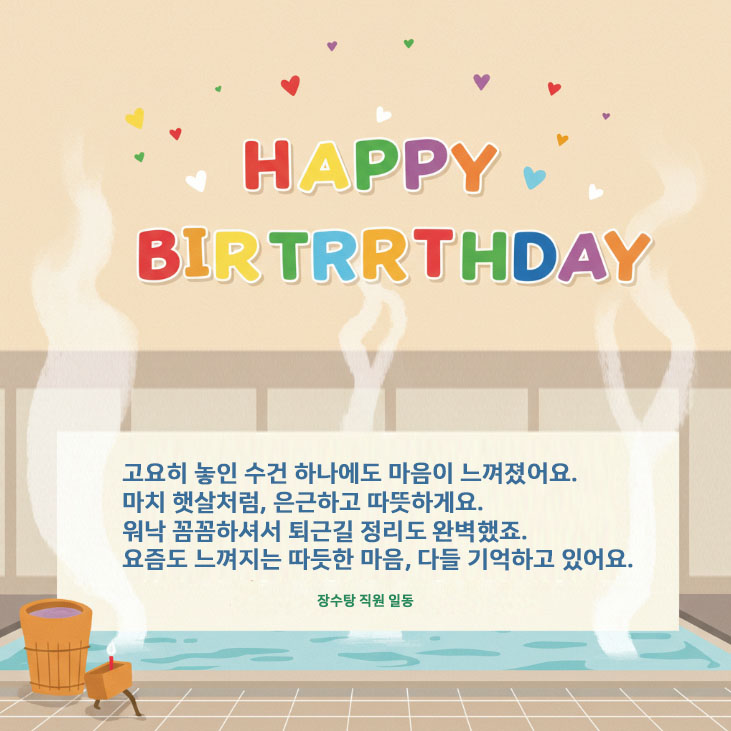 HAPPY
BIRTRRTHDAY
고요히 놓인 수건 하나에도 마음이 느껴졌어요.
마치 햇살처럼, 은근하고 따뜻하게요.
워낙 꼼꼼하셔서 퇴근길 정리도 완벽했죠.
요즘도 느껴지는 따듯한 마음, 다들 기억하고 있어요.
장수탕 직원 일동